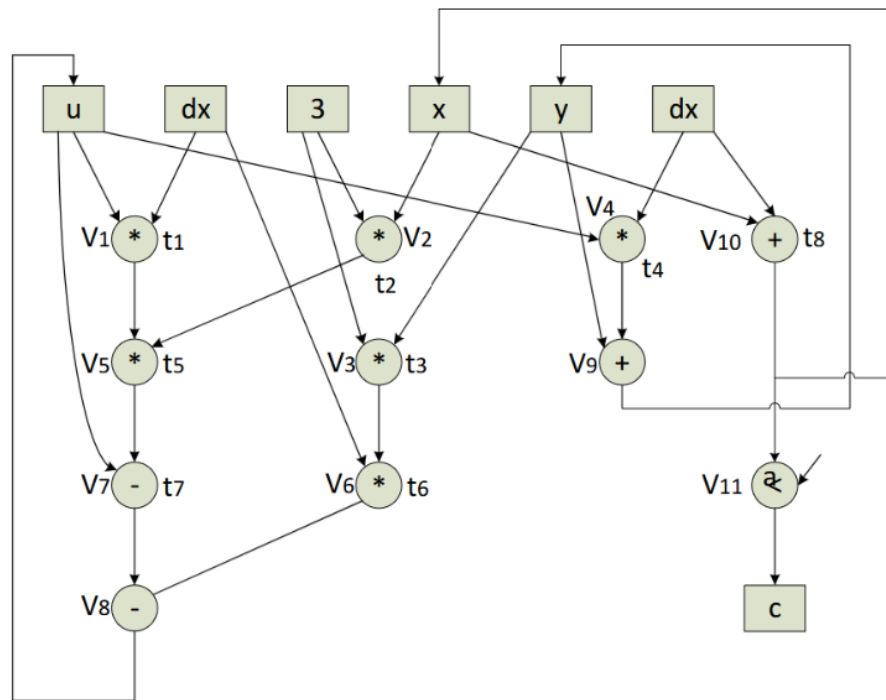 u dx 3 x y dx
V1 * t1 * V2 V4 * V10 + t8
t2 t4
V5 * t5 V3 * t3 V9 +
V7 - t7 V6 * t6 V11 a <
V8 - c